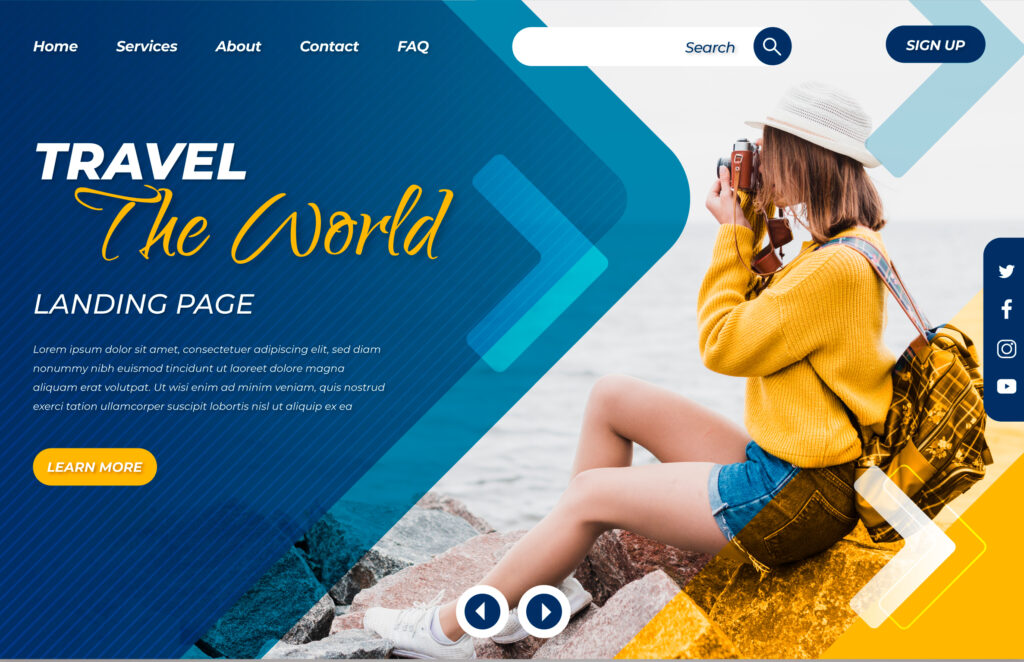 Home Services About Contact FAQ Search SIGN UP
TRAVEL
The World
LANDING PAGE
Lorem ipsum dolor sit amet, consectetuer adipiscing elit, sed diam
nonummy nibh euismod tincidunt ut laoreet dolore magna
aliquam erat volutpat. Ut wisi enim ad minim veniam, quis nostrud
exerci tation ullamcorper suscipit lobortis nisl ut aliquip ex ea
LEARN MORE